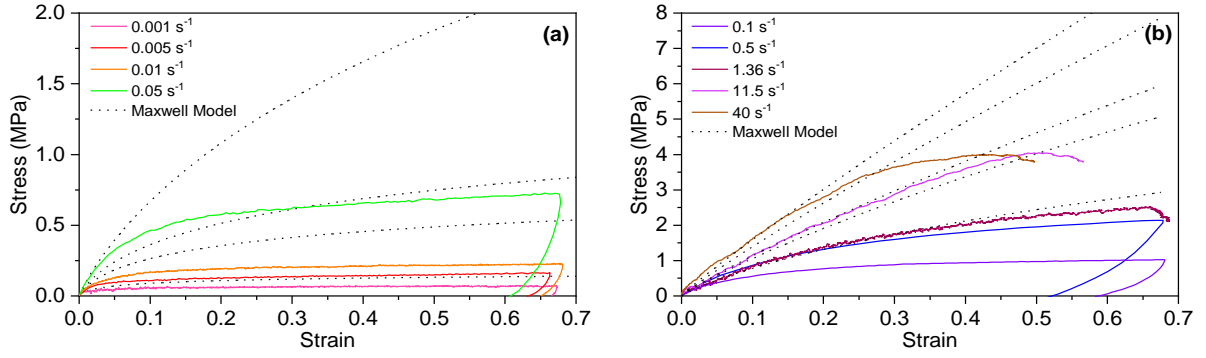 (a)
0.001 s⁻¹
0.005 s⁻¹
0.01 s⁻¹
0.05 s⁻¹
Maxwell Model
Stress (MPa)
2.0
1.5
1.0
0.5
0.0
0.0 0.1 0.2 0.3 0.4 0.5 0.6 0.7
Strain
(b)
0.1 s⁻¹
0.5 s⁻¹
1.36 s⁻¹
11.5 s⁻¹
40 s⁻¹
Maxwell Model
Stress (MPa)
8
7
6
5
4
3
2
1
0
0.0 0.1 0.2 0.3 0.4 0.5 0.6 0.7
Strain